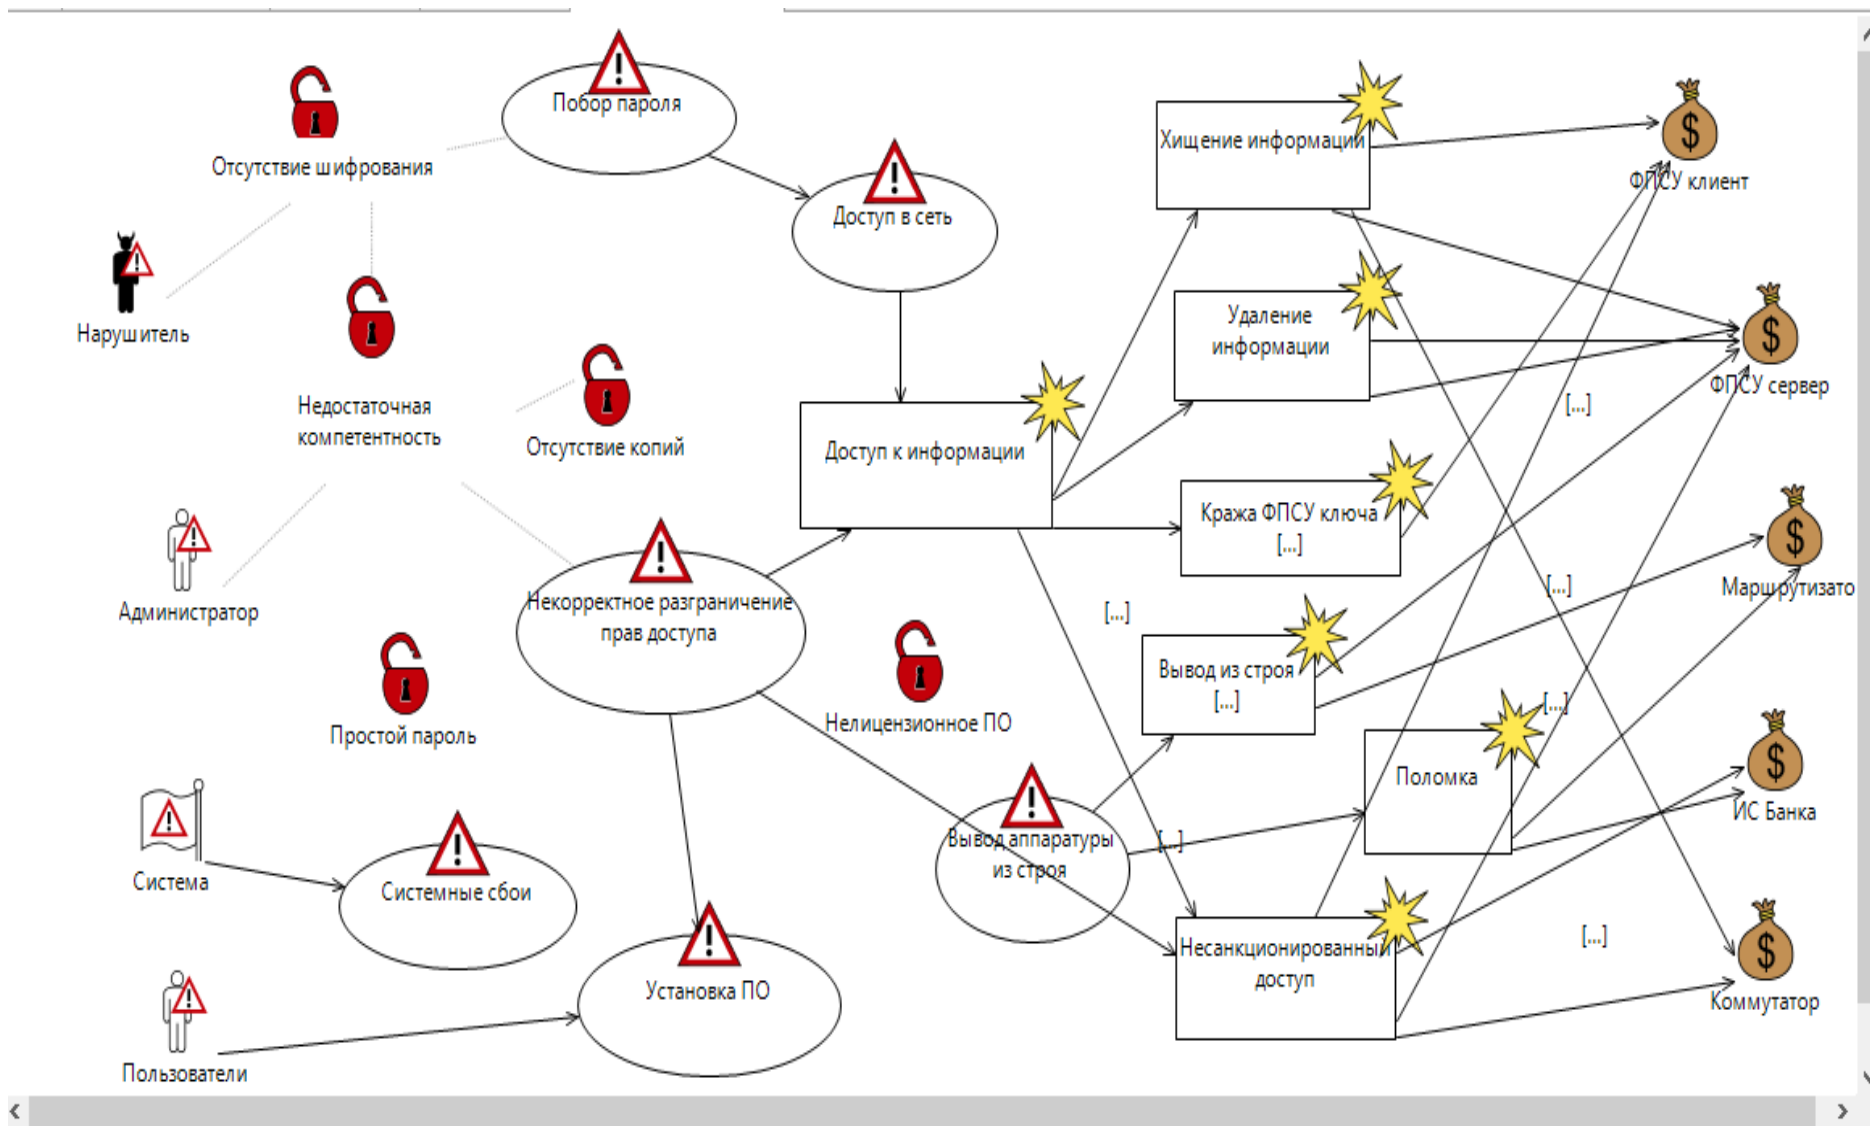 Побор пароля
Хищение информации
Отсутствие шифрования
ФПСУ клиент
Доступ в сеть
Нарушитель
Удаление
информации
ФПСУ сервер
[...]
Недостаточная
компетентность
Отсутствие копий
Доступ к информации
Кража ФПСУ ключа
[...]
Администратор
Некорректное разграничение
прав доступа
[...]
[...]
Маршрутизато
Вывод из строя
[...]
[...]
Простой пароль
Нелицензионное ПО
Поломка
ИС Банка
Вывод аппаратуры
из строя
[...]
Система
Системные сбои
[...]
Несанкционированный
доступ
Установка ПО
Коммутатор
Пользователи